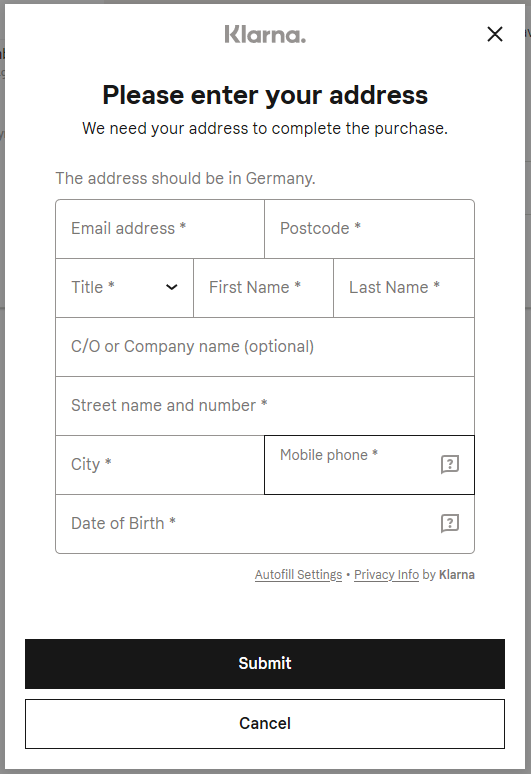 Klarna.
Please enter your address
We need your address to complete the purchase.
The address should be in Germany.
Email address *
Postcode *
Title *
First Name *
Last Name *
C/O or Company name (optional)
Street name and number *
City *
Mobile phone *
Date of Birth *
Autofill Settings • Privacy Info by Klarna
Submit
Cancel